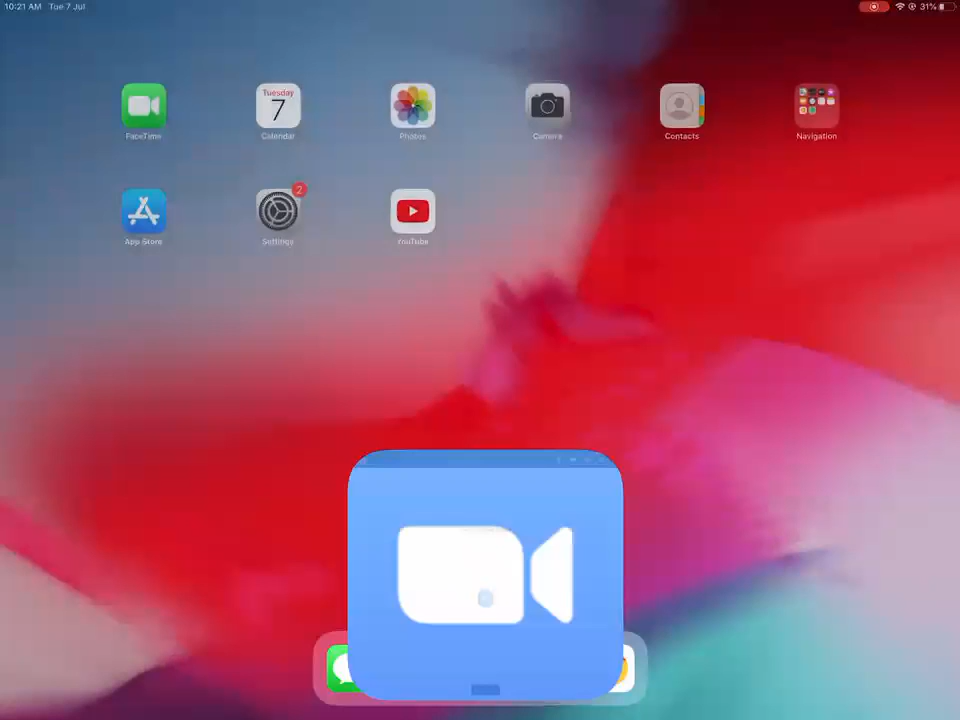 10:21 AM Tue 7 Jul
31%
FaceTime
Tuesday
7
Calendar
Photos
Camera
Contacts
Navigation
App Store
2
Settings
YouTube